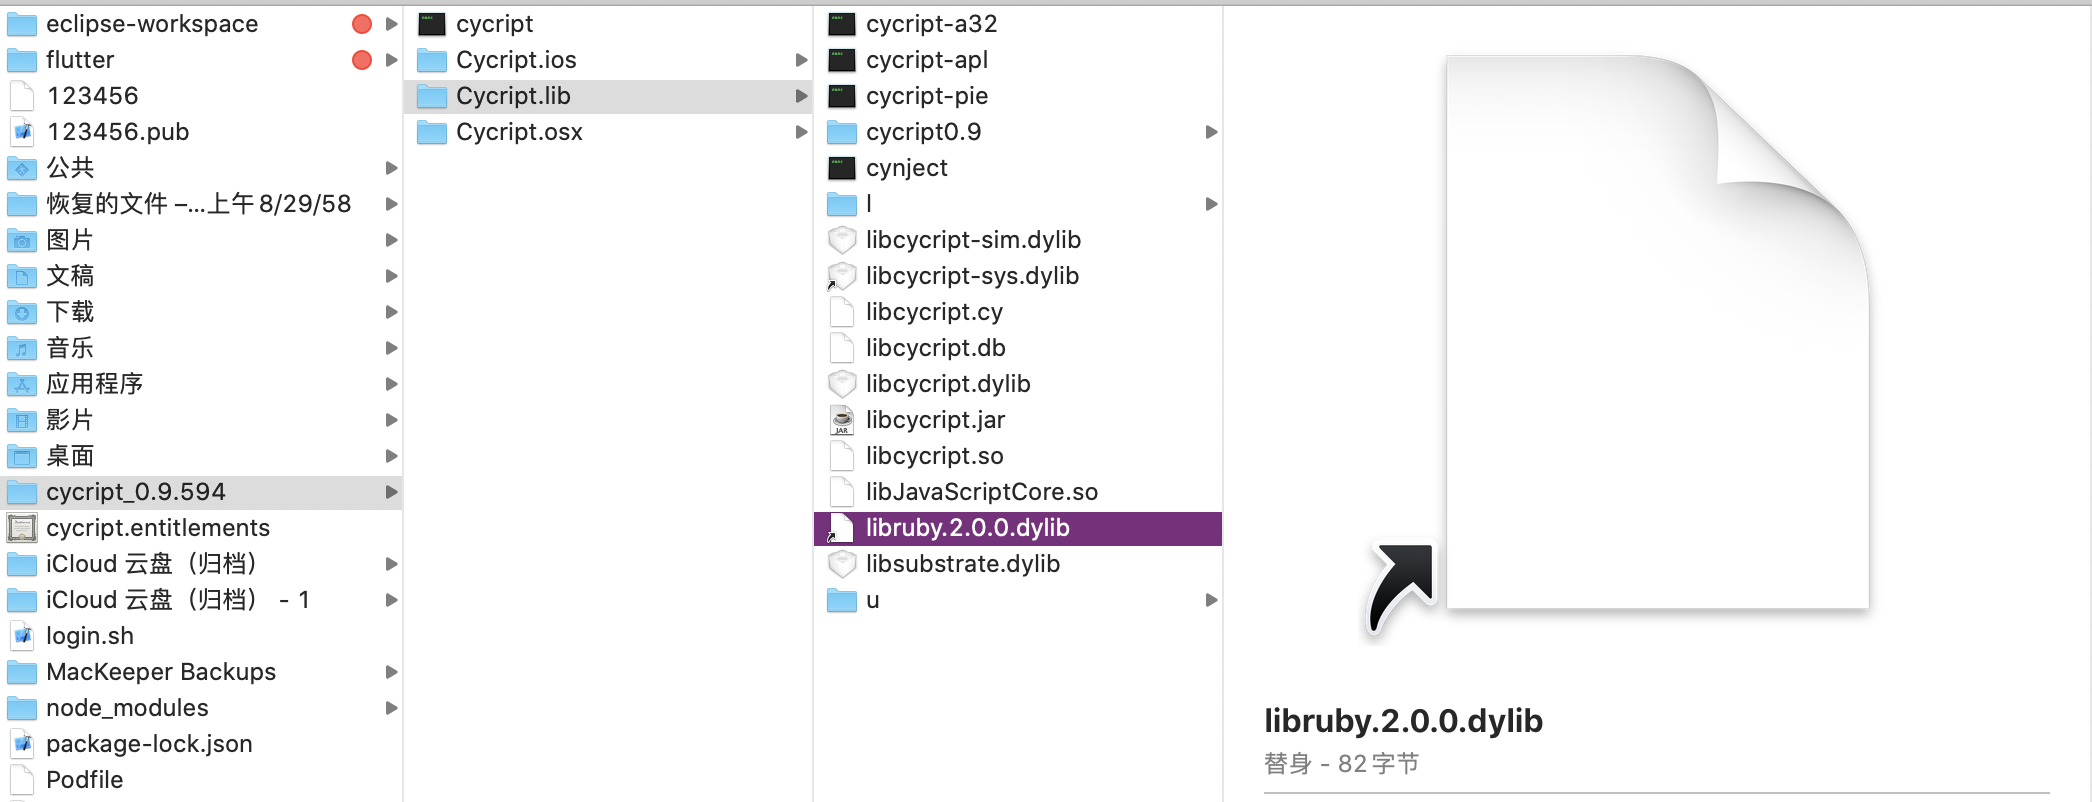 eclipse-workspace
flutter
123456
123456.pub
公共
恢复的文件 –...上午8/29/58
图片
文稿
下载
音乐
应用程序
影片
桌面
cycript_0.9.594
cycript.entitlements
iCloud 云盘（归档）
iCloud 云盘（归档） - 1
login.sh
MacKeeper Backups
node_modules
package-lock.json
Podfile
cycript
Cycript.ios
Cycript.lib
Cycript.osx
cycript-a32
cycript-apl
cycript-pie
cycript0.9
cynject
l
libcycript-sim.dylib
libcycript-sys.dylib
libcycript.cy
libcycript.db
libcycript.dylib
libcycript.jar
libcycript.so
libJavaScriptCore.so
libruby.2.0.0.dylib
libsubstrate.dylib
u
JAR
libruby.2.0.0.dylib
替身 - 82字节